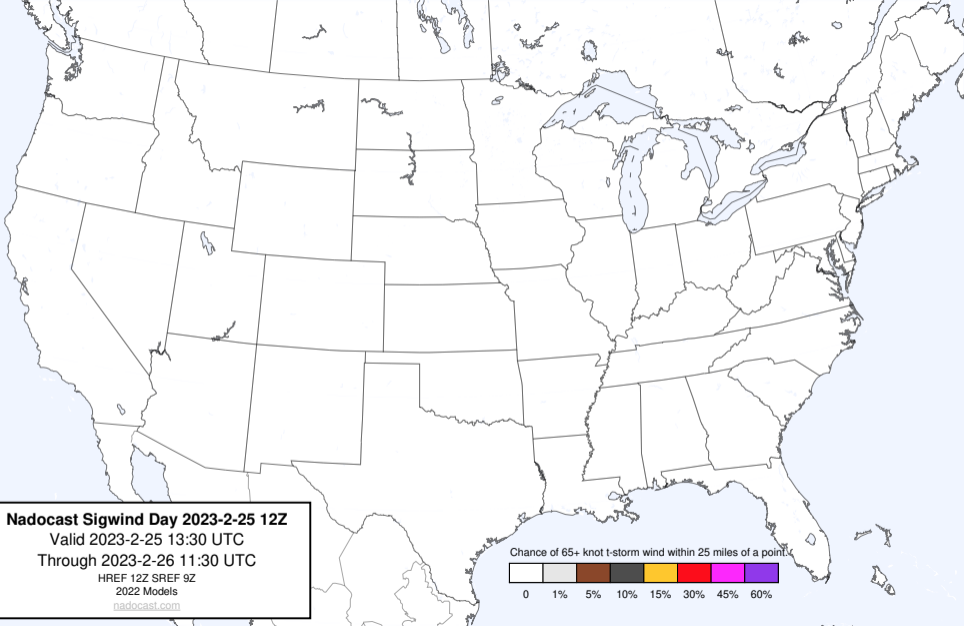 Nadocast Sigwind Day 2023-2-25 12Z
Valid 2023-2-25 13:30 UTC
Through 2023-2-26 11:30 UTC
HREF 12Z SREF 9Z
2022 Models
nadocast.com
Chance of 65+ knot t-storm wind within 25 miles of a point.
0 1% 5% 10% 15% 30% 45% 60%